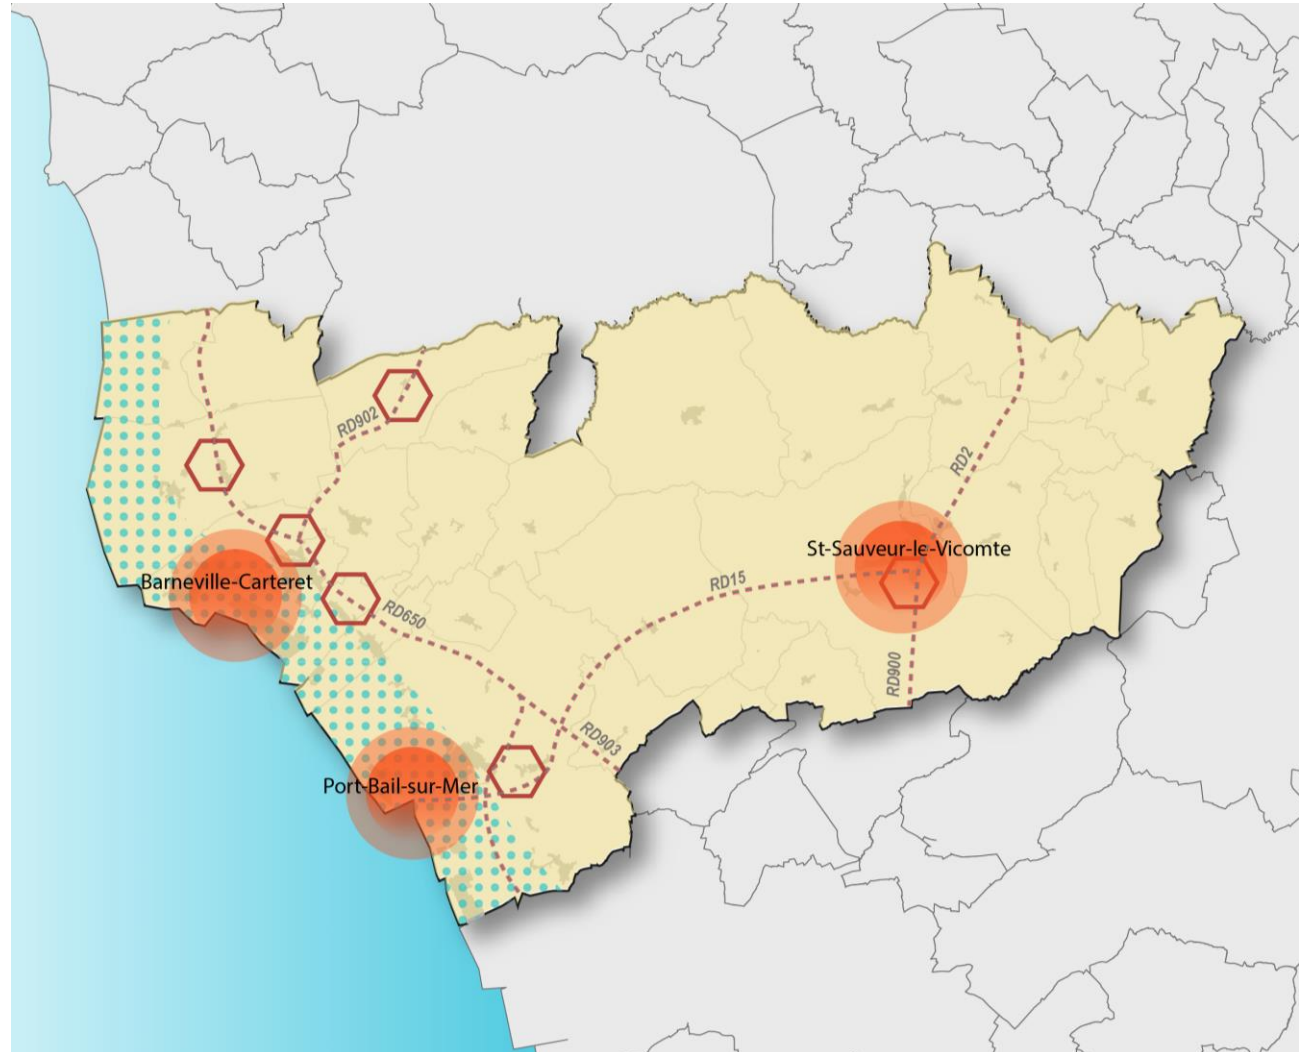 RD902
RD2
St-Sauveur-le-Vicomte
Barneville-Carteret
RD15
RD650
RD900
RD903
Port-Bail-sur-Mer